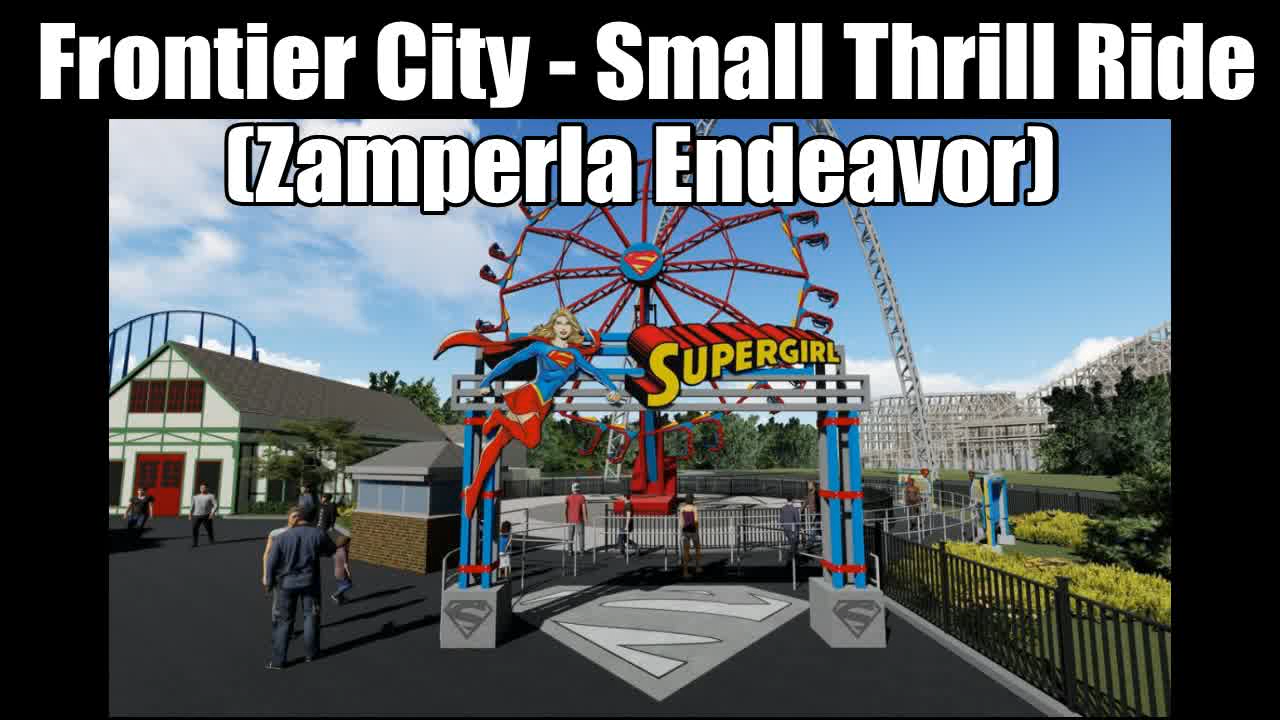 Frontier City - Small Thrill Ride
(Zamperla Endeavor)
SUPERGIRL